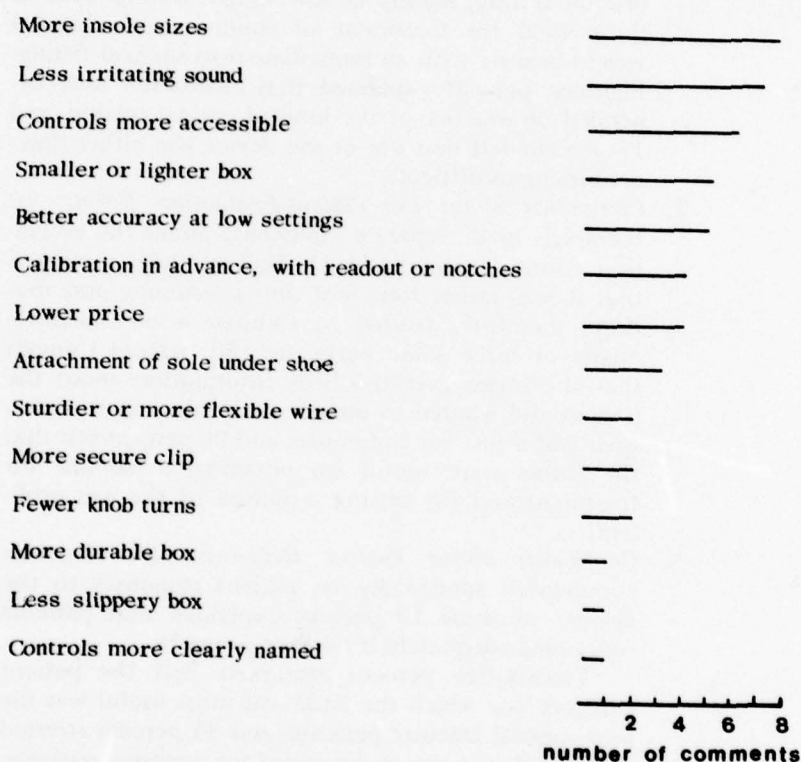 More insole sizes
Less irritating sound
Controls more accessible
Smaller or lighter box
Better accuracy at low settings
Calibration in advance, with readout or notches
Lower price
Attachment of sole under shoe
Sturdier or more flexible wire
More secure clip
Fewer knob turns
More durable box
Less slippery box
Controls more clearly named
2 4 6 8
number of comments